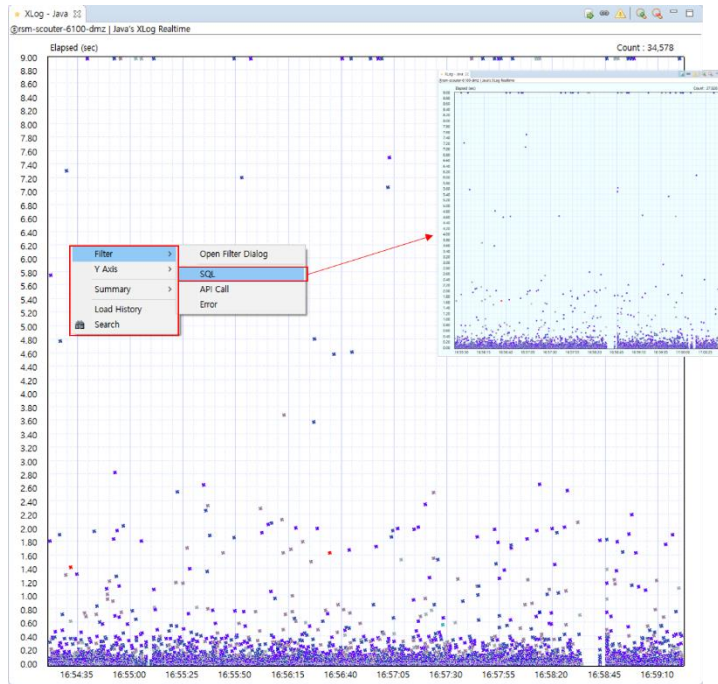 XLog - Java
@rsm-scouter-6100-dmz | Java's XLog Realtime
Elapsed (sec)
Count : 34,578
9.00
8.80
8.60
8.40
8.20
8.00
7.80
7.60
7.40
7.20
7.00
6.80
6.60
6.40
6.20
6.00
5.80
5.60
5.40
5.20
5.00
4.80
4.60
4.40
4.20
4.00
3.80
3.60
3.40
3.20
3.00
2.80
2.60
2.40
2.20
2.00
1.80
1.60
1.40
1.20
1.00
0.80
0.60
0.40
0.20
0.00
16:54:35 16:55:00 16:55:25 16:55:50 16:56:15 16:56:40 16:57:05 16:57:30 16:57:55 16:58:20 16:58:45 16:59:10
Filter
Y Axis
Summary
Load History
Search
Open Filter Dialog
SQL
API Call
Error
XLog - Java
Elapsed (sec)